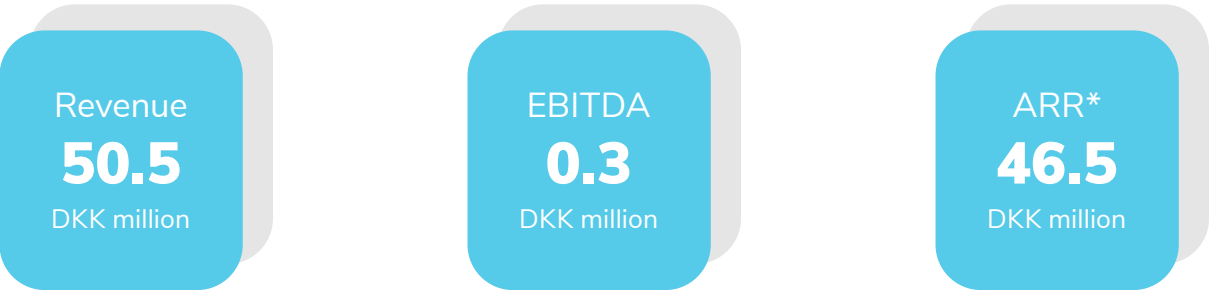 Revenue
50.5
DKK million
EBITDA
0.3
DKK million
ARR*
46.5
DKK million